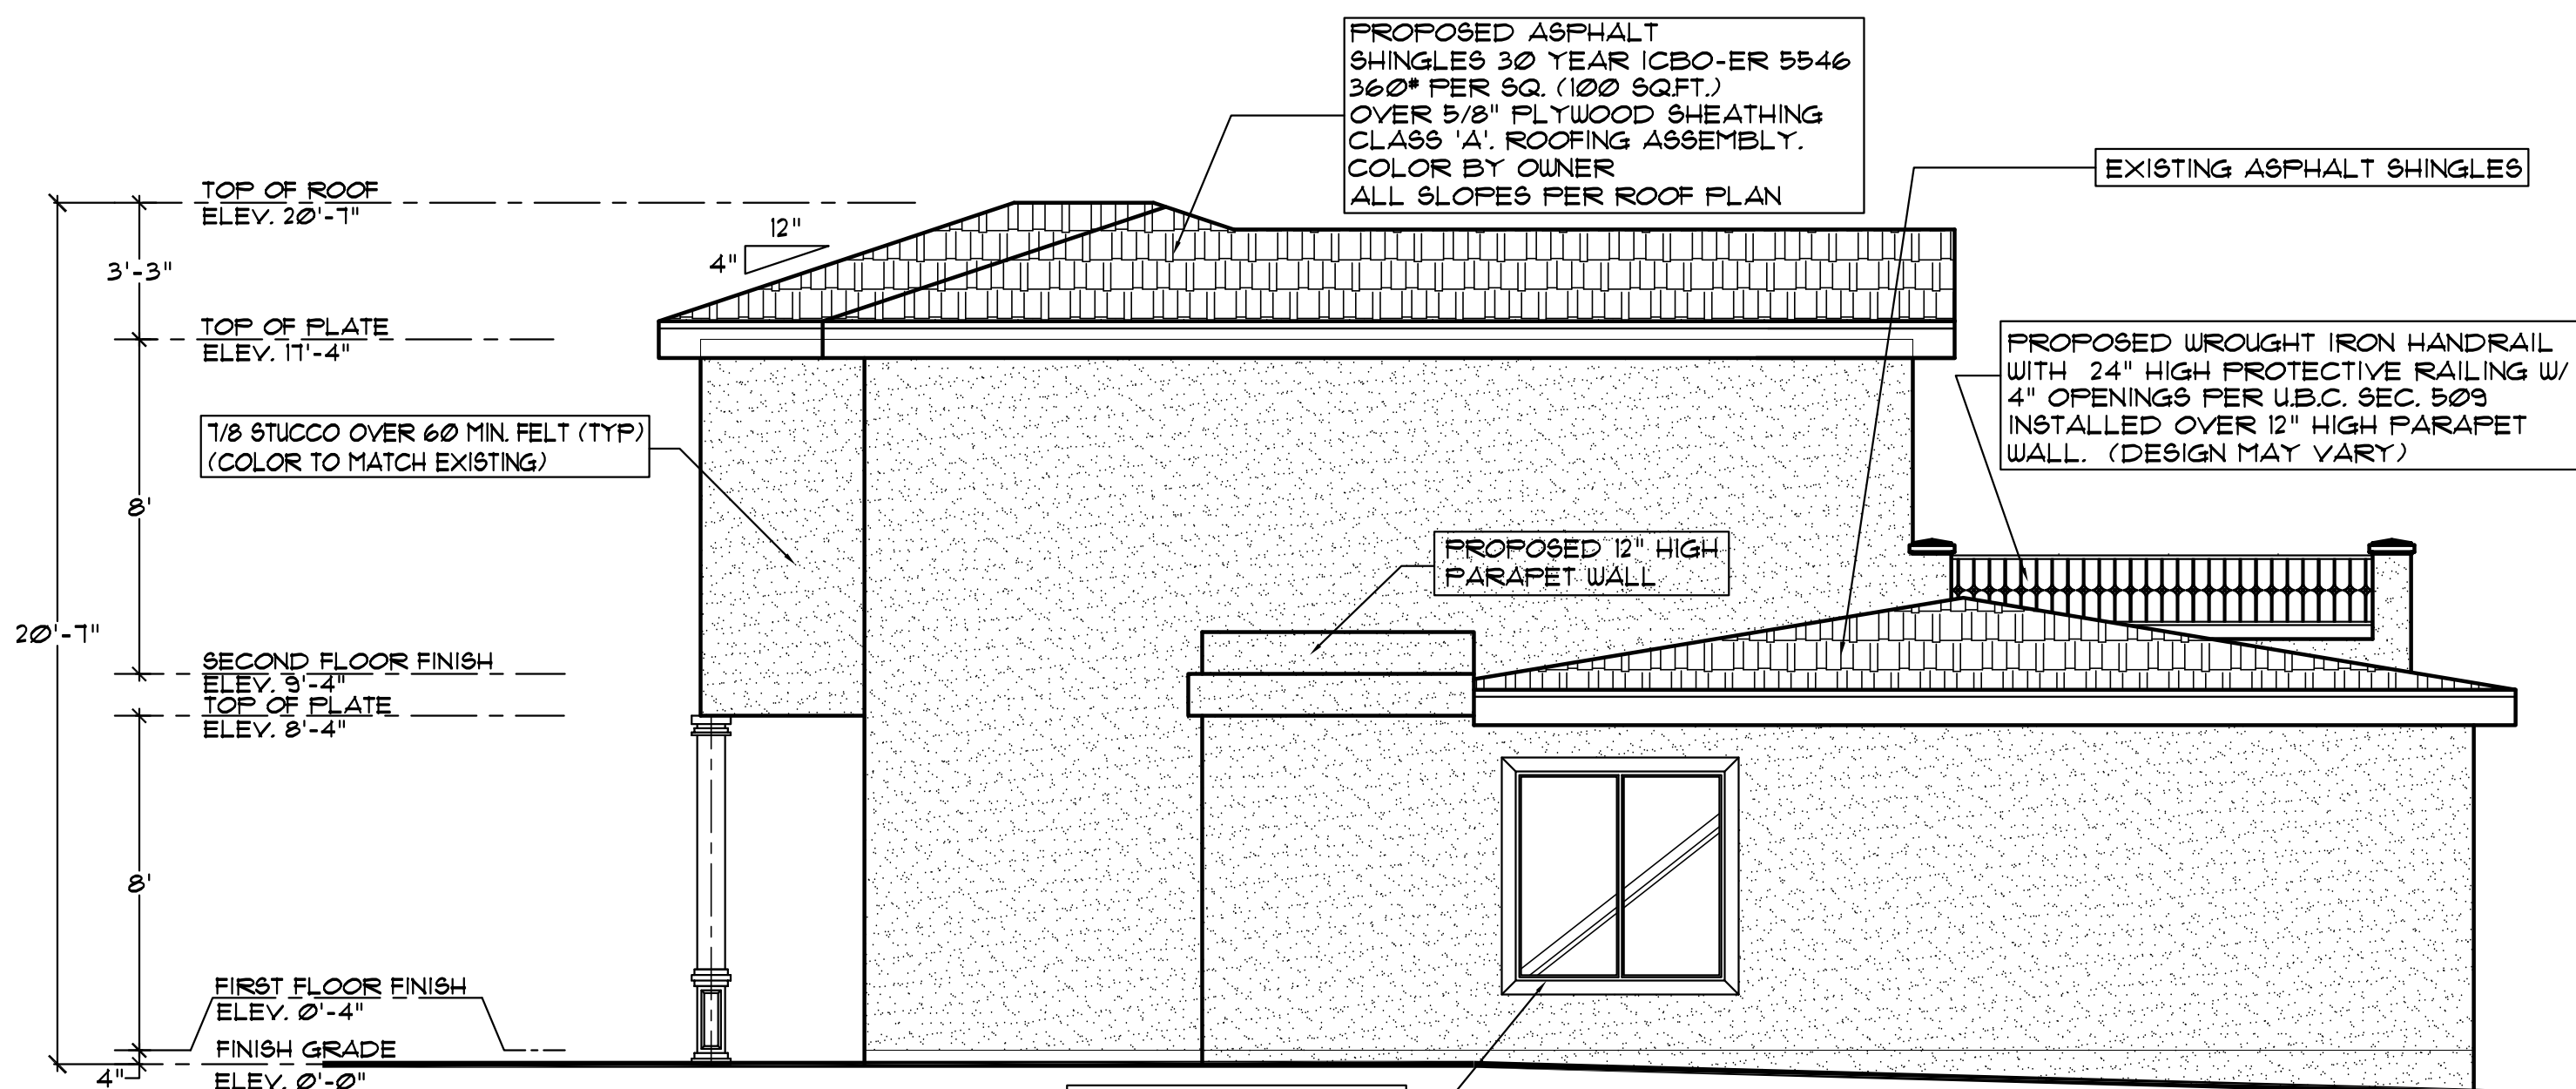 PROPOSED ASPHALT
SHINGLES 30 YEAR ICBO-ER 5546
360# PER SQ. (100 SQ.FT.)
OVER 5/8" PLYWOOD SHEATHING
CLASS 'A'. ROOFING ASSEMBLY.
COLOR BY OWNER
ALL SLOPES PER ROOF PLAN
EXISTING ASPHALT SHINGLES
TOP OF ROOF
ELEV. 20'-7"
12"
4"
3'-3"
TOP OF PLATE
ELEV. 17'-4"
PROPOSED WROUGHT IRON HANDRAIL
WITH 24" HIGH PROTECTIVE RAILING W/
4" OPENINGS PER U.B.C. SEC. 509
INSTALLED OVER 12" HIGH PARAPET
WALL. (DESIGN MAY VARY)
7/8 STUCCO OVER 60 MIN. FELT (TYP)
(COLOR TO MATCH EXISTING)
8'
PROPOSED 12" HIGH
PARAPET WALL
20'-7"
SECOND FLOOR FINISH
ELEV. 9'-4"
TOP OF PLATE
ELEV. 8'-4"
8'
FIRST FLOOR FINISH
ELEV. 0'-4"
FINISH GRADE
ELEV. 0'-0"
4"